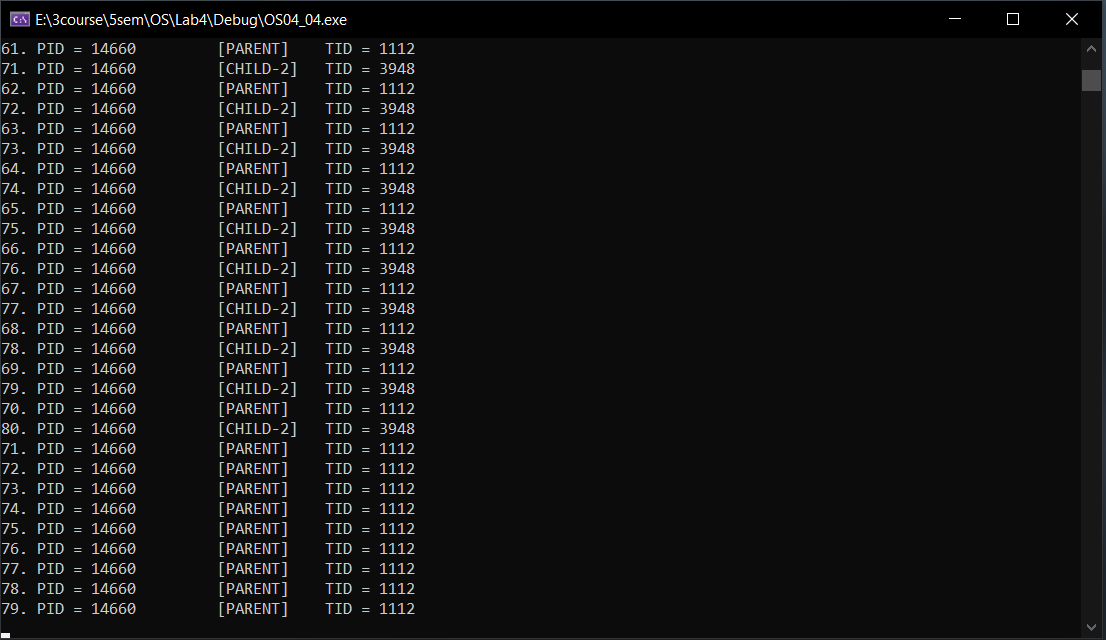 E:\3course\5sem\OS\Lab4\Debug\OS04_04.exe
61. PID = 14660 [PARENT] TID = 1112
71. PID = 14660 [CHILD-2] TID = 3948
62. PID = 14660 [PARENT] TID = 1112
72. PID = 14660 [CHILD-2] TID = 3948
63. PID = 14660 [PARENT] TID = 1112
73. PID = 14660 [CHILD-2] TID = 3948
64. PID = 14660 [PARENT] TID = 1112
74. PID = 14660 [CHILD-2] TID = 3948
65. PID = 14660 [PARENT] TID = 1112
75. PID = 14660 [CHILD-2] TID = 3948
66. PID = 14660 [PARENT] TID = 1112
76. PID = 14660 [CHILD-2] TID = 3948
67. PID = 14660 [PARENT] TID = 1112
77. PID = 14660 [CHILD-2] TID = 3948
68. PID = 14660 [PARENT] TID = 1112
78. PID = 14660 [CHILD-2] TID = 3948
69. PID = 14660 [PARENT] TID = 1112
79. PID = 14660 [CHILD-2] TID = 3948
70. PID = 14660 [PARENT] TID = 1112
80. PID = 14660 [CHILD-2] TID = 3948
71. PID = 14660 [PARENT] TID = 1112
72. PID = 14660 [PARENT] TID = 1112
73. PID = 14660 [PARENT] TID = 1112
74. PID = 14660 [PARENT] TID = 1112
75. PID = 14660 [PARENT] TID = 1112
76. PID = 14660 [PARENT] TID = 1112
77. PID = 14660 [PARENT] TID = 1112
78. PID = 14660 [PARENT] TID = 1112
79. PID = 14660 [PARENT] TID = 1112